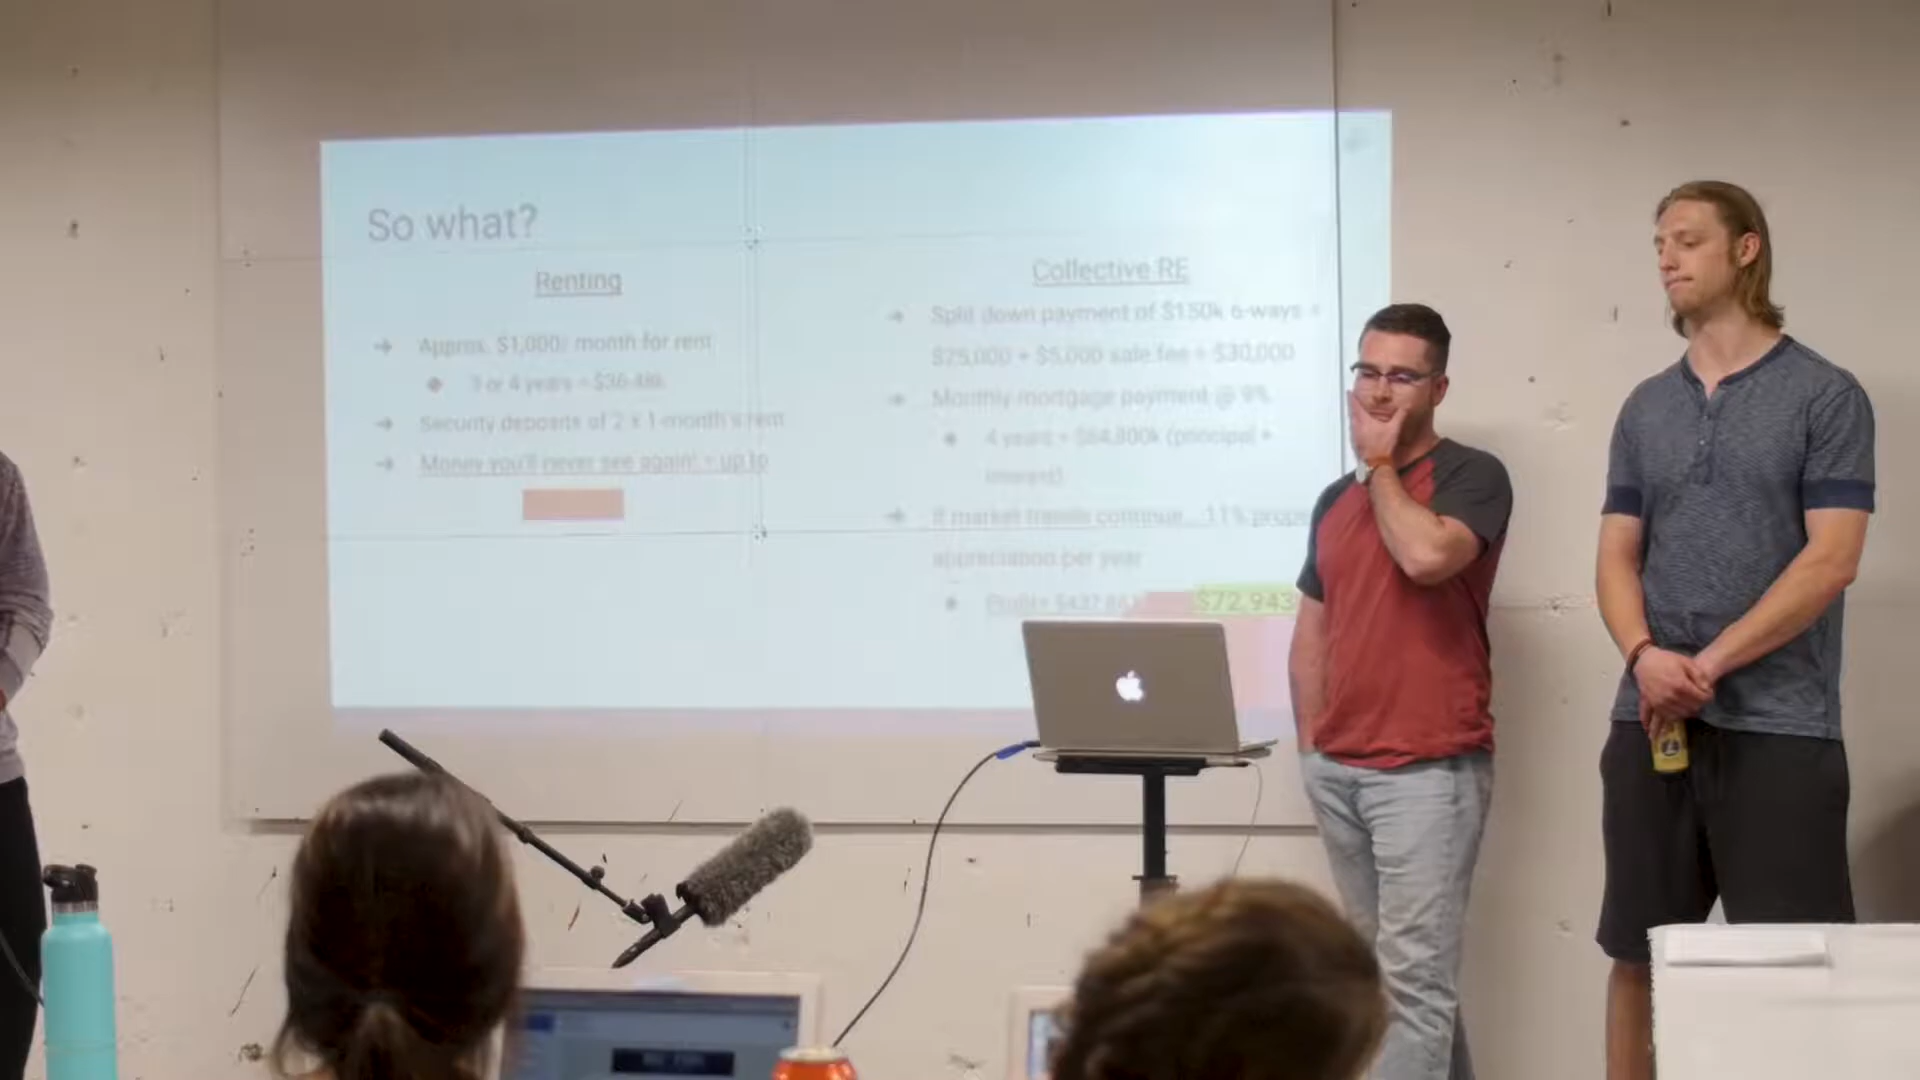 So what?
Renting
Approx. $1,000/ month for rent
3 or 4 years = $36-48k
Security deposits of 2 x 1-month's rent
Money you'll never see again! = up to
Collective RE
Split down payment of $150k 6-ways =
$25,000 + $5,000 sale fee = $30,000
Monthly mortgage payment @ 9%
4 years = $64,800k (principal +
interest)
If market trends continue... 11% prope
appreciation per year
Profit=
$72,943